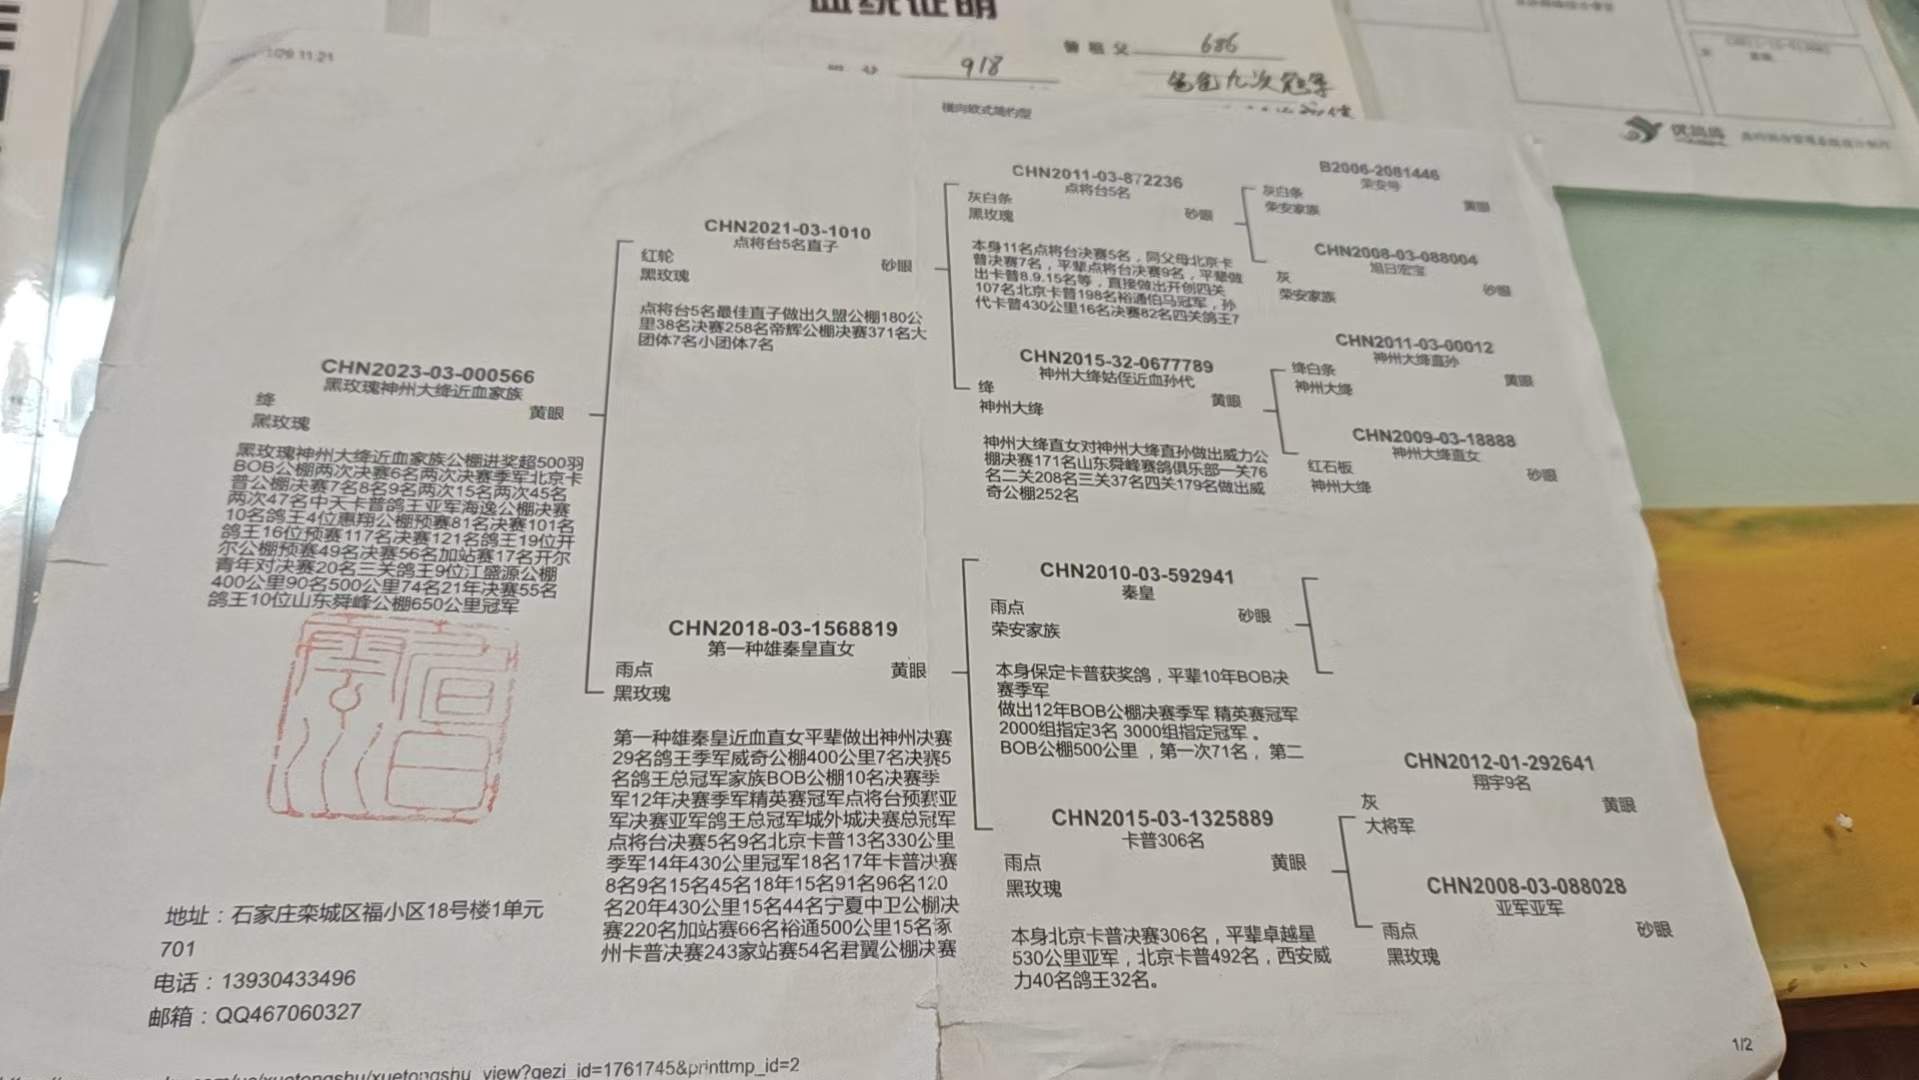 血统证明
918
曾祖父 686
爸爸九次冠军
1/29 11:21
横向欧式简约型
CHN2023-03-000566
黑玫瑰神州大绛近血家族
绛
黄眼
黑玫瑰
黑玫瑰神州大绛近血家族公棚进奖超500羽
BOB公棚两次决赛6名两次决赛季军北京卡
普公棚决赛7名8名9名两次15名两次45名
两次47名中天卡普鸽王亚军海逸公棚决赛
10名鸽王4位惠翔公棚预赛81名决赛101名
鸽王16位预赛117名决赛121名鸽王19位开
尔公棚预赛49名决赛56名加站赛17名开尔
青年对决赛20名三关鸽王9位江盛源公棚
400公里90名500公里74名21年决赛55名
鸽王10位山东舜峰公棚650公里冠军
CHN2021-03-1010
点将台5名直子
红轮
砂眼
黑玫瑰
点将台5名最佳直子做出久盟公棚180公
里38名决赛258名帝辉公棚决赛371名大
团体7名小团体7名
CHN2018-03-1568819
第一种雄秦皇直女
雨点
黄眼
黑玫瑰
第一种雄秦皇近血直女平辈做出神州决赛
29名鸽王季军威奇公棚400公里7名决赛5
名鸽王总冠军家族BOB公棚10名决赛季
军12年决赛季军精英赛冠军点将台预赛亚
军决赛亚军鸽王总冠军城外城决赛总冠军
点将台决赛5名9名北京卡普13名330公里
季军14年430公里冠军18名17年卡普决赛
8名9名15名45名18年15名91名96名120
名20年430公里15名44名宁夏中卫公棚决
赛220名加站赛66名裕通500公里15名涿
州卡普决赛243家站赛54名君翼公棚决赛
CHN2011-03-872236
点将台5名
灰白条
砂眼
黑玫瑰
本身11名点将台决赛5名，同父母北京卡
普决赛7名，平辈点将台决赛9名，平辈做
出卡普8.9.15名等，直接做出开创四关
107名北京卡普198名裕通伯马冠军，孙
代卡普430公里16名决赛82名四关鸽王7
CHN2015-32-0677789
神州大绛姑侄近血孙代
绛
黄眼
神州大绛
神州大绛直女对神州大绛直孙做出威力公
棚决赛171名山东舜峰赛鸽俱乐部一关76
名二关208名三关37名四关179名做出威
奇公棚252名
CHN2010-03-592941
秦皇
雨点
砂眼
荣安家族
本身保定卡普获奖鸽，平辈10年BOB决
赛季军
做出12年BOB公棚决赛季军 精英赛冠军
2000组指定3名 3000组指定冠军 。
BOB公棚500公里 ，第一次71名， 第二
CHN2015-03-1325889
卡普306名
雨点
黄眼
黑玫瑰
本身北京卡普决赛306名，平辈卓越星
530公里亚军，北京卡普492名，西安威
力40名鸽王32名。
B2006-2081446
荣安号
灰白条
黄眼
荣安家族
CHN2008-03-088004
旭日宏宝
灰
砂眼
荣安家族
CHN2011-03-00012
神州大绛直孙
绛白条
黄眼
神州大绛
CHN2009-03-18888
神州大绛直女
红石板
砂眼
神州大绛
CHN2012-01-292641
翔宇9名
灰
黄眼
大将军
CHN2008-03-088028
亚军亚军
雨点
砂眼
黑玫瑰
地址：石家庄栾城区福小区18号楼1单元
701
电话：13930433496
邮箱：QQ467060327
xuetongshu_view?gezi_id=1761745&printtmp_id=2
1/2